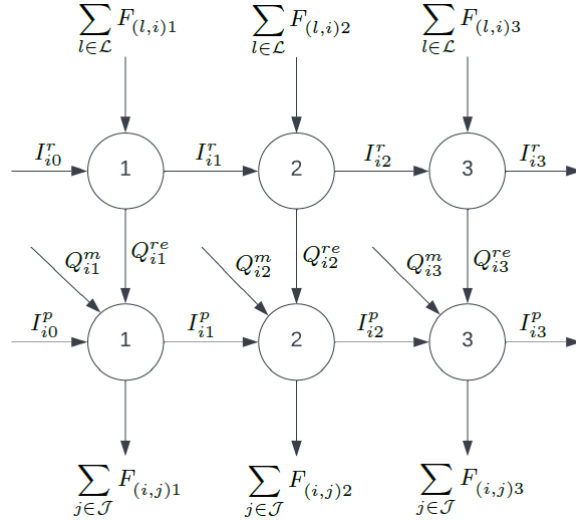 ∑_{l∈ℒ} F_{(l,i)1} ∑_{l∈ℒ} F_{(l,i)2} ∑_{l∈ℒ} F_{(l,i)3}
I^r_{i0} 1 I^r_{i1} 2 I^r_{i2} 3 I^r_{i3}
Q^m_{i1} Q^{re}_{i1} Q^m_{i2} Q^{re}_{i2} Q^m_{i3} Q^{re}_{i3}
I^p_{i0} 1 I^p_{i1} 2 I^p_{i2} 3 I^p_{i3}
∑_{j∈𝒥} F_{(i,j)1} ∑_{j∈𝒥} F_{(i,j)2} ∑_{j∈𝒥} F_{(i,j)3}